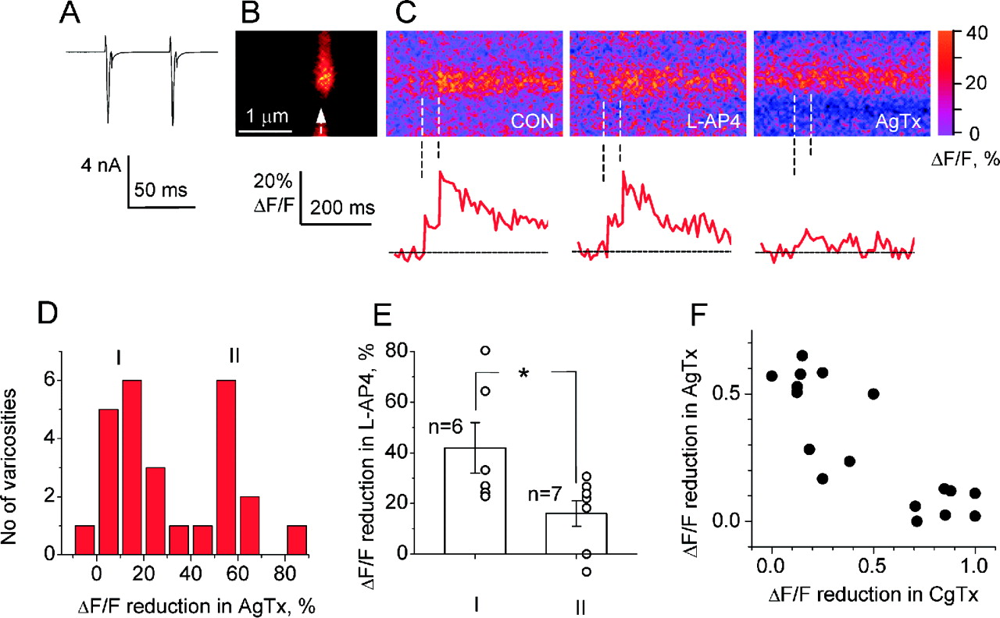 A
B
C
4 nA
50 ms
1 μm
20%
ΔF/F
200 ms
CON
L-AP4
AgTx
40
20
0
ΔF/F, %
D
I
II
No of varicosities
6
4
2
0
0 20 40 60 80
ΔF/F reduction in AgTx, %
E
ΔF/F reduction in L-AP4, %
80
60
40
20
0
*
n=6
n=7
I
II
F
ΔF/F reduction in AgTx
0.5
0.0
0.0 0.5 1.0
ΔF/F reduction in CgTx